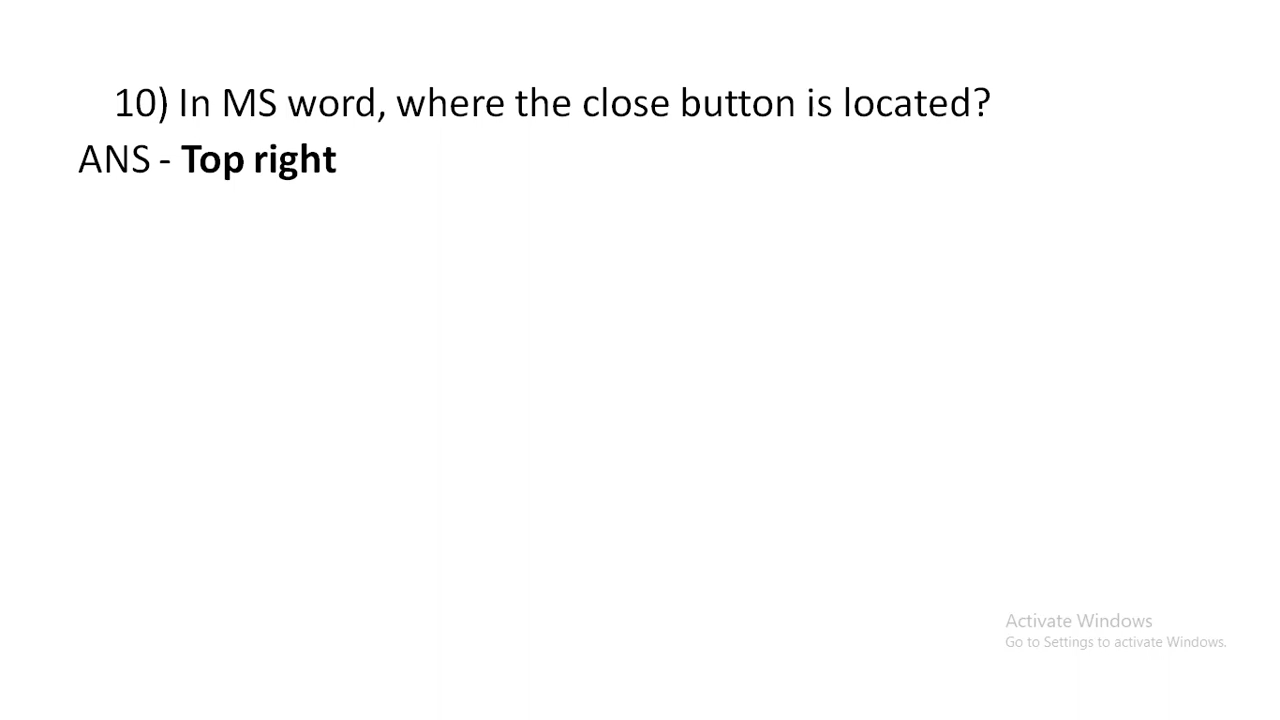 10) In MS word, where the close button is located?
ANS - Top right
Activate Windows
Go to Settings to activate Windows.